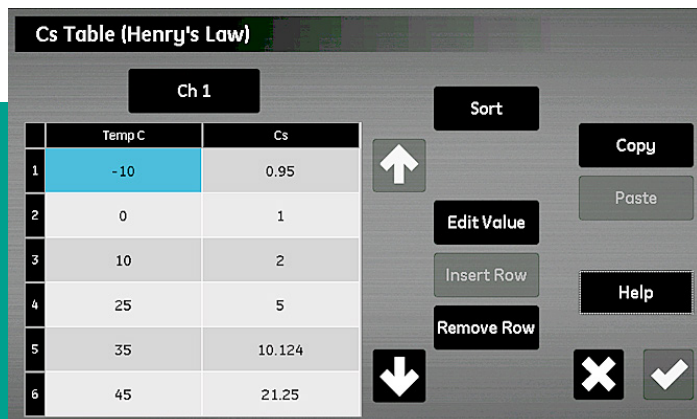 Cs Table (Henry's Law)
Ch 1
Temp C Cs
1 -10 0.95
2 0 1
3 10 2
4 25 5
5 35 10.124
6 45 21.25
Sort
Edit Value
Insert Row
Remove Row
Copy
Paste
Help